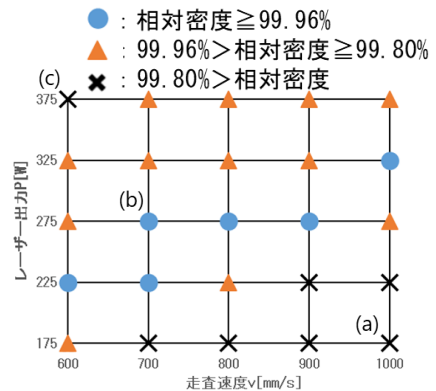 ：相対密度≧99.96%
：99.96%>相対密度≧99.80%
：99.80%>相対密度
(c)
375
325
(b)
275
225
(a)
175
600 700 800 900 1000
レーザー出力P[W]
走査速度v[mm/s]